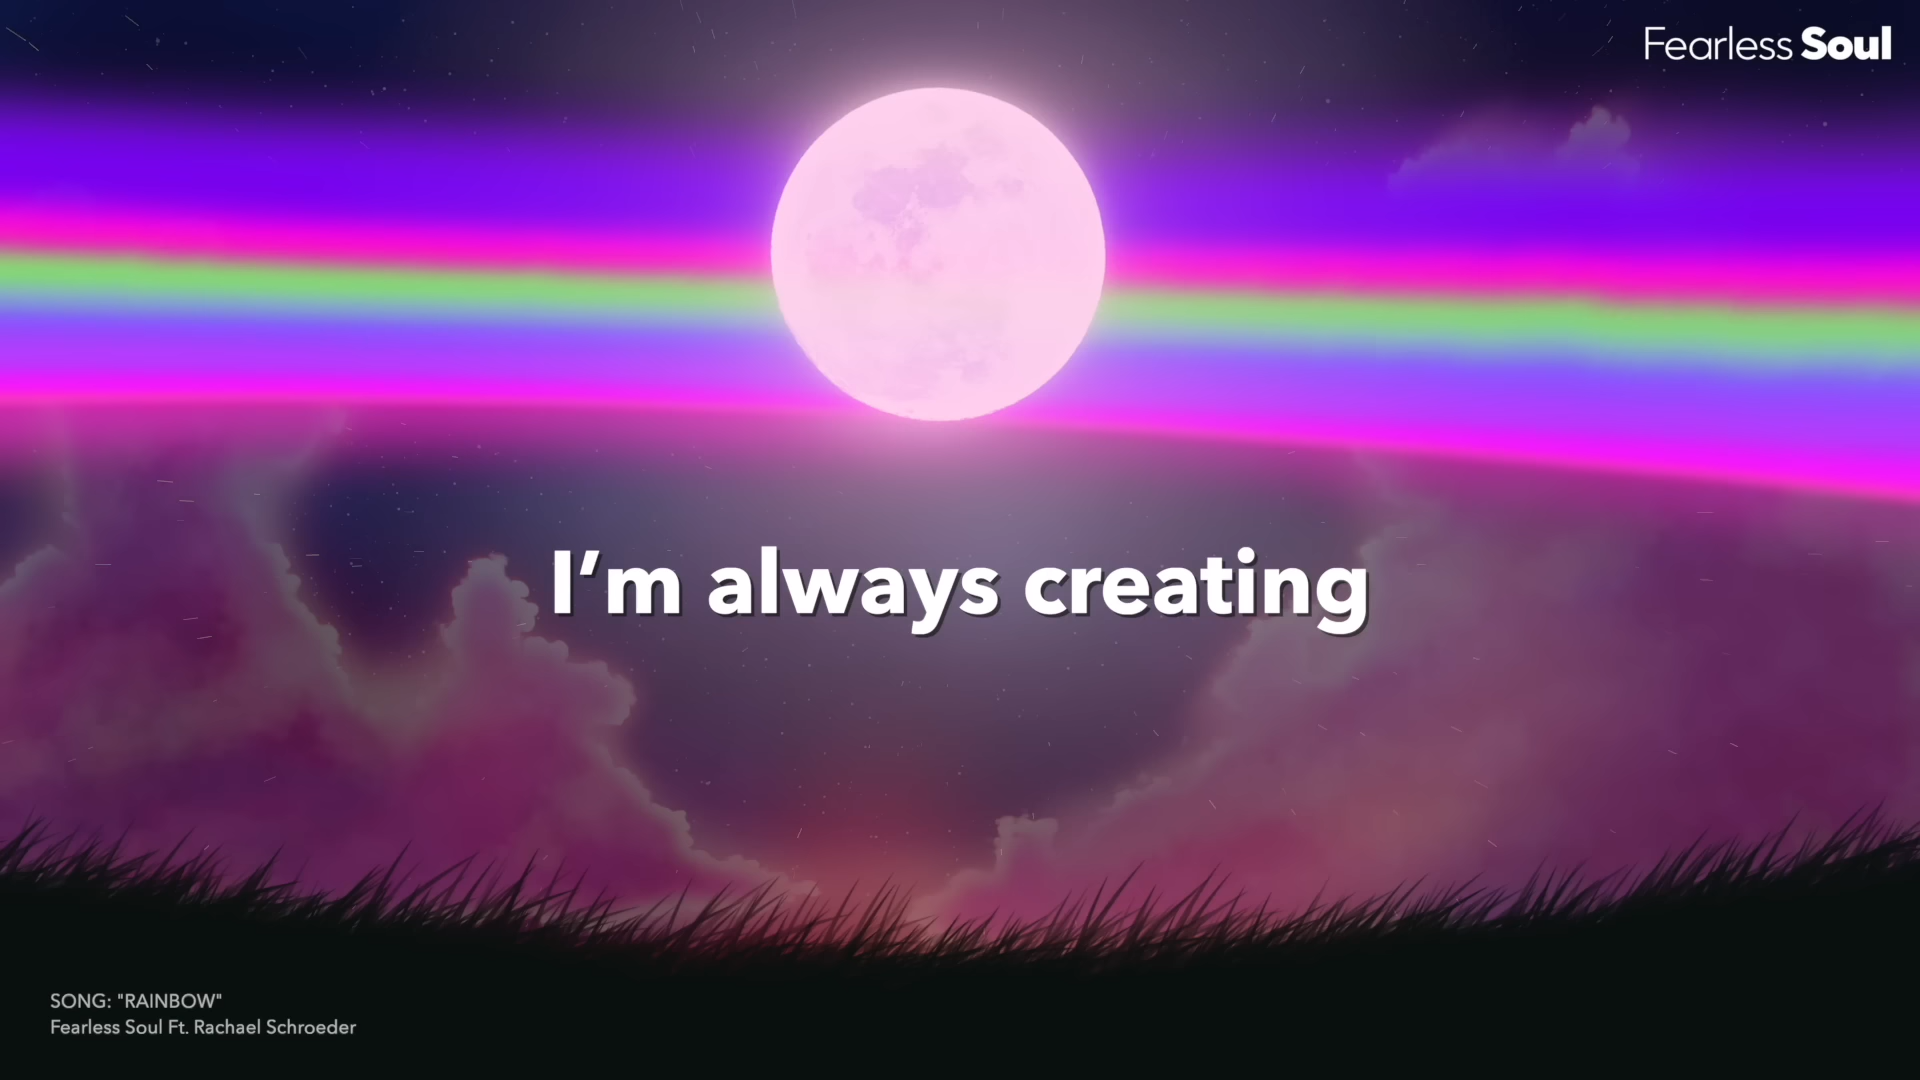 Fearless Soul
I’m always creating
SONG: "RAINBOW"
Fearless Soul Ft. Rachael Schroeder